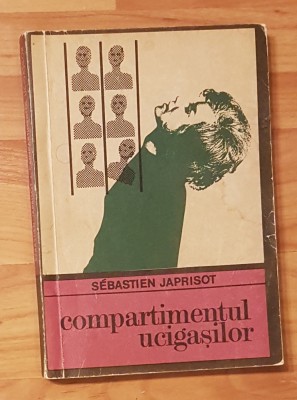 SÉBASTIEN JAPRISOT
compartimentul
ucigașilor